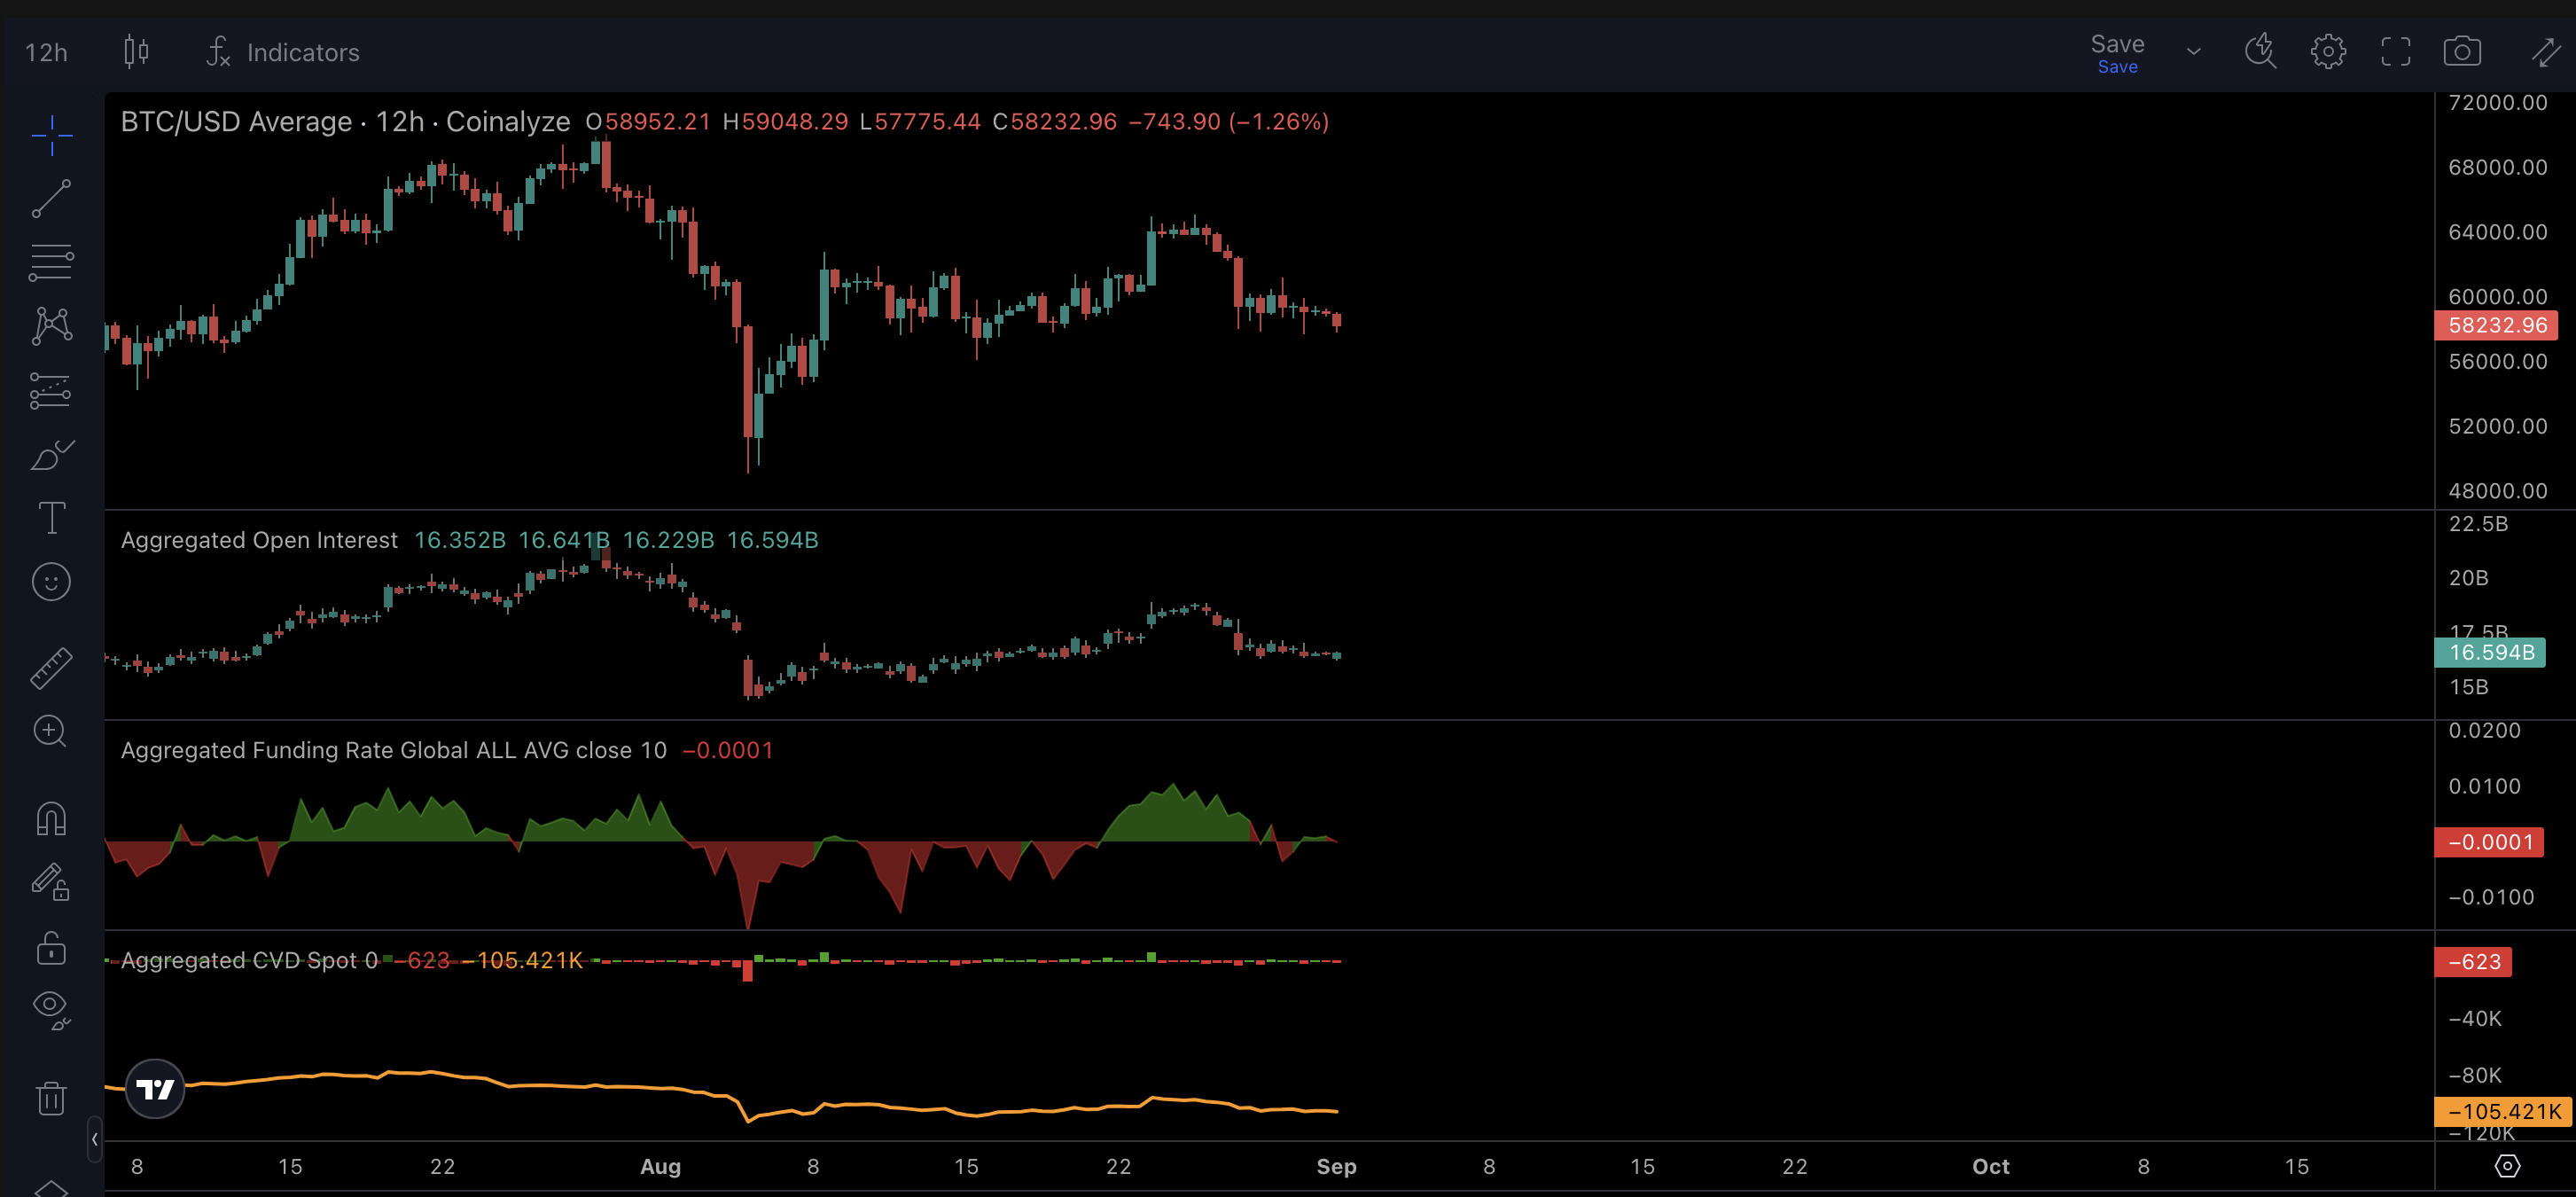 12h Indicators Save
Save
BTC/USD Average · 12h · Coinalyze O58952.21 H59048.29 L57775.44 C58232.96 −743.90 (−1.26%)
72000.00
68000.00
64000.00
60000.00
58232.96
56000.00
52000.00
48000.00
Aggregated Open Interest 16.352B 16.641B 16.229B 16.594B
22.5B
20B
17.5B
16.594B
15B
Aggregated Funding Rate Global ALL AVG close 10 −0.0001
0.0200
0.0100
−0.0001
−0.0100
Aggregated CVD Spot 0 −623 −105.421K
−623
−40K
−80K
−105.421K
−120K
8 15 22 Aug 8 15 22 Sep 8 15 22 Oct 8 15